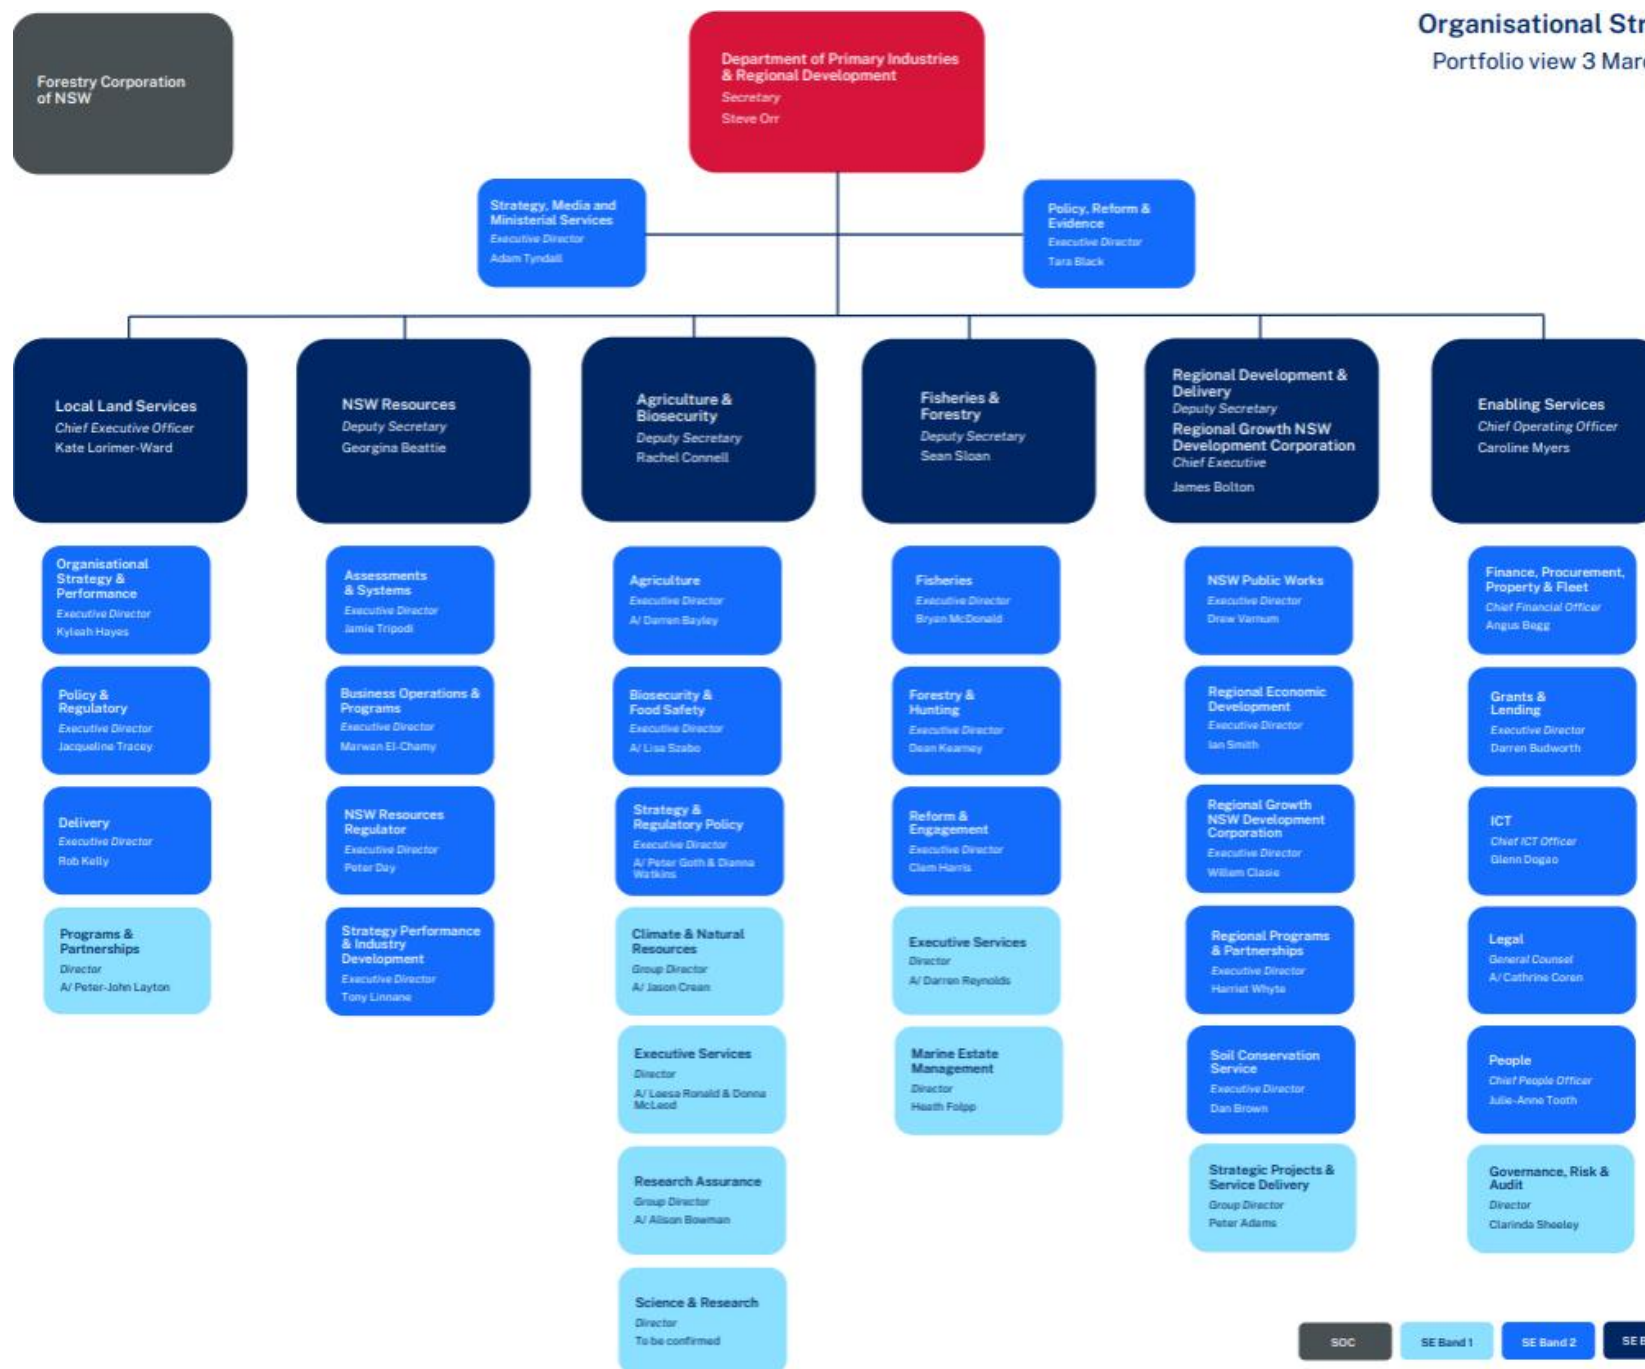 Organisational Str
Portfolio view 3 Mar
Forestry Corporation
of NSW
Department of Primary Industries
& Regional Development
Secretary
Steve Orr
Strategy, Media and
Ministerial Services
Executive Director
Adam Tyndall
Policy, Reform &
Evidence
Executive Director
Tara Black
Local Land Services
Chief Executive Officer
Kate Lorimer-Ward
NSW Resources
Deputy Secretary
Georgina Beattie
Agriculture &
Biosecurity
Deputy Secretary
Rachel Connell
Fisheries &
Forestry
Deputy Secretary
Sean Sloan
Regional Development &
Delivery
Deputy Secretary
Regional Growth NSW
Development Corporation
Chief Executive
James Bolton
Enabling Services
Chief Operating Officer
Caroline Myers
Organisational
Strategy &
Performance
Executive Director
Kyleah Hayes
Policy &
Regulatory
Executive Director
Jacqueline Tracey
Delivery
Executive Director
Rob Kelly
Programs &
Partnerships
Director
A/ Peter-John Layton
Assessments
& Systems
Executive Director
Jamie Tripodi
Business Operations &
Programs
Executive Director
Marwan El-Chamy
NSW Resources
Regulator
Executive Director
Peter Day
Strategy Performance
& Industry
Development
Executive Director
Tony Linnane
Agriculture
Executive Director
A/ Darren Bayley
Biosecurity &
Food Safety
Executive Director
A/ Lisa Szabo
Strategy &
Regulatory Policy
Executive Director
A/ Peter Goth & Dianna
Watkins
Climate & Natural
Resources
Group Director
A/ Jason Crean
Executive Services
Director
A/ Leesa Ronald & Donna
McLeod
Research Assurance
Group Director
A/ Alison Bowman
Science & Research
Director
To be confirmed
Fisheries
Executive Director
Bryan McDonald
Forestry &
Hunting
Executive Director
Dean Kearney
Reform &
Engagement
Executive Director
Clem Harris
Executive Services
Director
A/ Darren Reynolds
Marine Estate
Management
Director
Heath Folpp
NSW Public Works
Executive Director
Drew Varnum
Regional Economic
Development
Executive Director
Ian Smith
Regional Growth
NSW Development
Corporation
Executive Director
Willem Clasie
Regional Programs
& Partnerships
Executive Director
Harriet Whyte
Soil Conservation
Service
Executive Director
Dan Brown
Strategic Projects &
Service Delivery
Group Director
Peter Adams
Finance, Procurement,
Property & Fleet
Chief Financial Officer
Angus Begg
Grants &
Lending
Executive Director
Darren Budworth
ICT
Chief ICT Officer
Glenn Dogao
Legal
General Counsel
A/ Cathrine Coren
People
Chief People Officer
Julie-Anne Tooth
Governance, Risk &
Audit
Director
Clarinda Sheeley
SOC
SE Band 1
SE Band 2
SE B